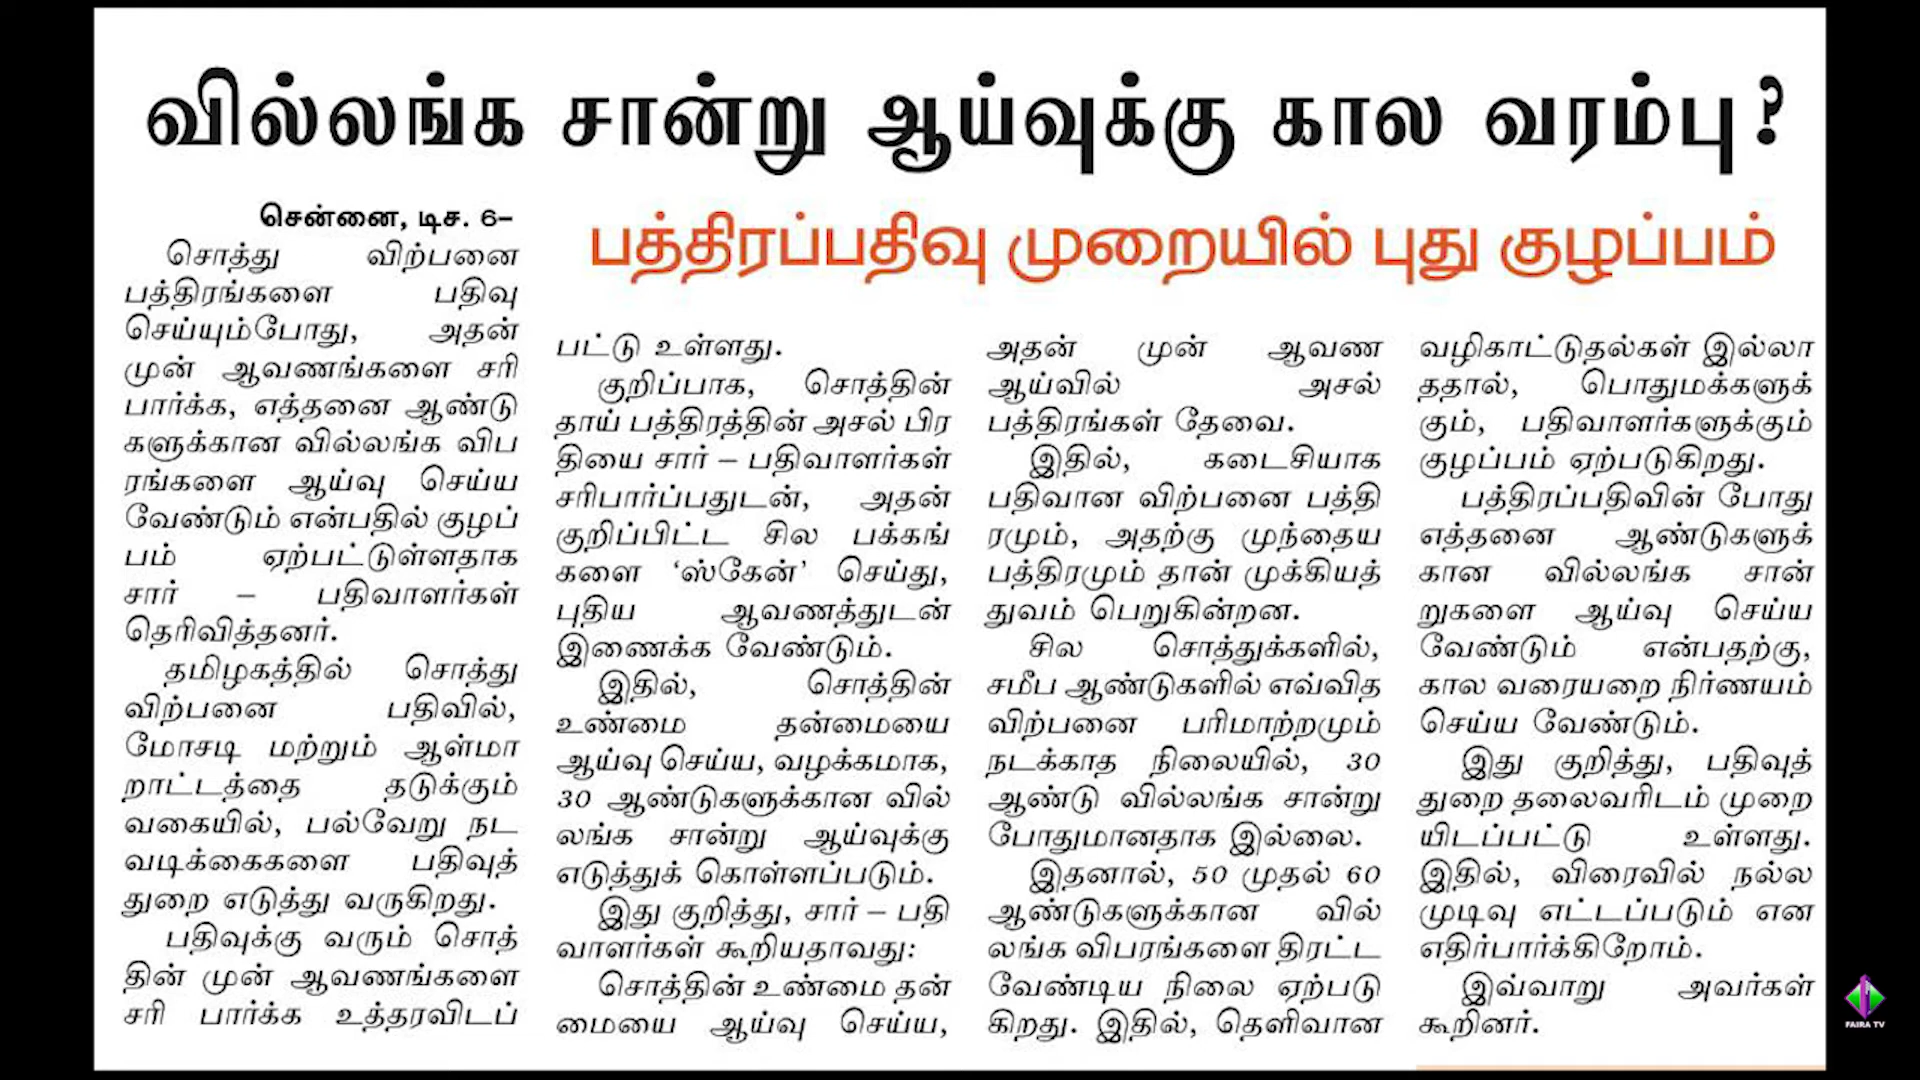 வில்லங்க சான்று ஆய்வுக்கு கால வரம்பு?
பத்திரப்பதிவு முறையில் புது குழப்பம்
சென்னை, டிச. 6–
சொத்து விற்பனை
பத்திரங்களை பதிவு
செய்யும்போது, அதன்
முன் ஆவணங்களை சரி
பார்க்க, எத்தனை ஆண்டு
களுக்கான வில்லங்க விப
ரங்களை ஆய்வு செய்ய
வேண்டும் என்பதில் குழப்
பம் ஏற்பட்டுள்ளதாக
சார் – பதிவாளர்கள்
தெரிவித்தனர்.
தமிழகத்தில் சொத்து
விற்பனை பதிவில்,
மோசடி மற்றும் ஆள்மா
றாட்டத்தை தடுக்கும்
வகையில், பல்வேறு நட
வடிக்கைகளை பதிவுத்
துறை எடுத்து வருகிறது.
பதிவுக்கு வரும் சொத்
தின் முன் ஆவணங்களை
சரி பார்க்க உத்தரவிடப்
பட்டு உள்ளது.
குறிப்பாக, சொத்தின்
தாய் பத்திரத்தின் அசல் பிர
தியை சார் – பதிவாளர்கள்
சரிபார்ப்பதுடன், அதன்
குறிப்பிட்ட சில பக்கங்
களை ‘ஸ்கேன்’ செய்து,
புதிய ஆவணத்துடன்
இணைக்க வேண்டும்.
இதில், சொத்தின்
உண்மை தன்மையை
ஆய்வு செய்ய, வழக்கமாக,
30 ஆண்டுகளுக்கான வில்
லங்க சான்று ஆய்வுக்கு
எடுத்துக் கொள்ளப்படும்.
இது குறித்து, சார் – பதி
வாளர்கள் கூறியதாவது:
சொத்தின் உண்மை தன்
மையை ஆய்வு செய்ய,
அதன் முன் ஆவண
ஆய்வில் அசல்
பத்திரங்கள் தேவை.
இதில், கடைசியாக
பதிவான விற்பனை பத்தி
ரமும், அதற்கு முந்தைய
பத்திரமும் தான் முக்கியத்
துவம் பெறுகின்றன.
சில சொத்துக்களில்,
சமீப ஆண்டுகளில் எவ்வித
விற்பனை பரிமாற்றமும்
நடக்காத நிலையில், 30
ஆண்டு வில்லங்க சான்று
போதுமானதாக இல்லை.
இதனால், 50 முதல் 60
ஆண்டுகளுக்கான வில்
லங்க விபரங்களை திரட்ட
வேண்டிய நிலை ஏற்படு
கிறது. இதில், தெளிவான
வழிகாட்டுதல்கள் இல்லா
ததால், பொதுமக்களுக்
கும், பதிவாளர்களுக்கும்
குழப்பம் ஏற்படுகிறது.
பத்திரப்பதிவின் போது
எத்தனை ஆண்டுகளுக்
கான வில்லங்க சான்
றுகளை ஆய்வு செய்ய
வேண்டும் என்பதற்கு,
கால வரையறை நிர்ணயம்
செய்ய வேண்டும்.
இது குறித்து, பதிவுத்
துறை தலைவரிடம் முறை
யிடப்பட்டு உள்ளது.
இதில், விரைவில் நல்ல
முடிவு எட்டப்படும் என
எதிர்பார்க்கிறோம்.
இவ்வாறு அவர்கள்
கூறினர்.
FAIRA TV